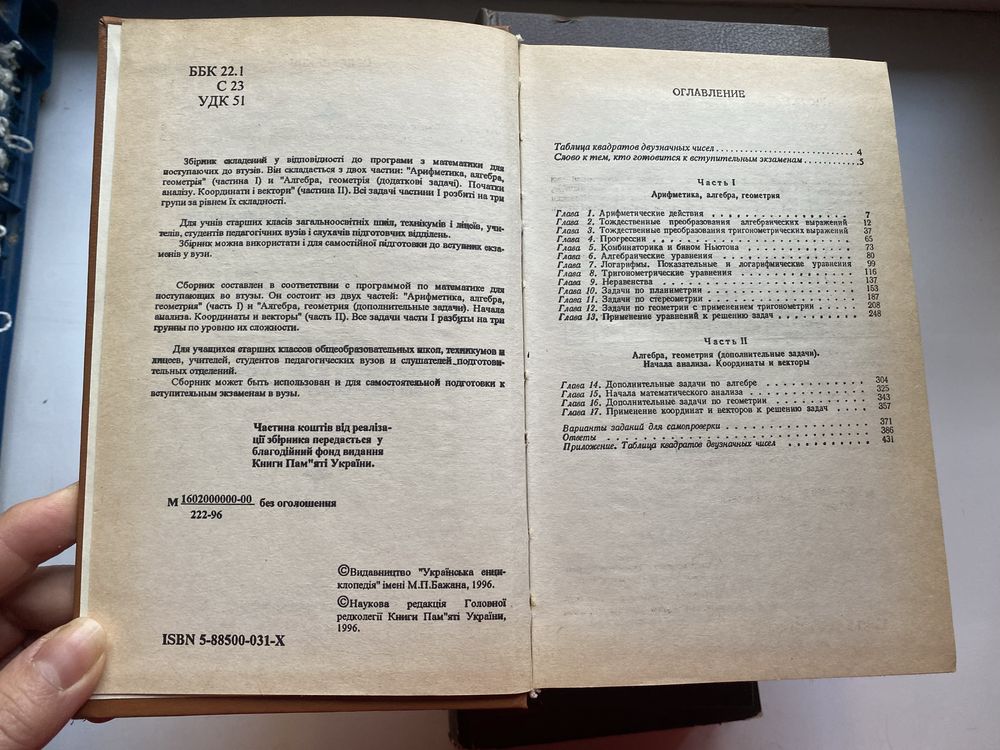 ББК 22.1
С 23
УДК 51
Збірник складений у відповідності до програми з математики для
поступаючих до втузів. Він складається з двох частин: "Арифметика, алгебра,
геометрія" (частина I) и "Алгебра, геометрія (додаткові задачі). Початки
аналізу. Координати і вектори" (частина II). Всі задачі частини I розбиті на три
групи за рівнем їх складності.
Для учнів старших класів загальноосвітніх шкіл, технікумів і ліцеїв, учи-
телів, студентів педагогічних вузів і слухачів підготовчих відділень.
Збірник можна використати і для самостійної підготовки до вступник экза-
менів у вузи.
Сборник составлен в соответствии с программой по математике для
поступающих во втузы. Он состоит из двух частей: "Арифметика, алгебра,
геометрия" (часть I) и "Алгебра, геометрия (дополнительные задачи). Начала
анализа. Координаты и векторы" (часть II). Все задачи части I разбиты на три
группы по уровню их сложности.
Для учащихся старших классов общеобразовательных школ, техникумов и
лицеев, учителей, студентов педагогических вузов и слушателей подготови-
тельных отделений.
Сборник может быть использован и для самостоятельной подготовки к
вступительным экзаменам в вузы.
Частина коштів від реаліза-
ції збірника передається у
благодійний фонд видання
Книги Пам"яті України.
М 1602000000-00 без оголошення
222-96
©Видавництво "Українська енци-
клопедія" імені М.П.Бажана, 1996.
©Наукова редакція Головної
редколегії Книги Пам"яті України,
1996.
ISBN 5-88500-031-X
ОГЛАВЛЕНИЕ
Таблица квадратов двузначных чисел 4
Слово к тем, кто готовится к вступительным экзаменам 5
Часть I
Арифметика, алгебра, геометрия
Глава 1. Арифметические действия 7
Глава 2. Тождественные преобразования алгебраических выражений 12
Глава 3. Тождественные преобразования тригонометрических выражений 37
Глава 4. Прогрессии 65
Глава 5. Комбинаторика и бином Ньютона 73
Глава 6. Алгебраические уравнения 80
Глава 7. Логарифмы. Показательные и логарифмические уравнения 99
Глава 8. Тригонометрические уравнения 116
Глава 9. Неравенства 137
Глава 10. Задачи по планиметрии 153
Глава 11. Задачи по стереометрии 187
Глава 12. Задачи по геометрии с применением тригонометрии 208
Глава 13. Применение уравнений к решению задач 248
Часть II
Алгебра, геометрия (дополнительные задачи).
Начала анализа. Координаты и векторы
Глава 14. Дополнительные задачи по алгебре 304
Глава 15. Начала математического анализа 325
Глава 16. Дополнительные задачи по геометрии 343
Глава 17. Применение координат и векторов к решению задач 357
Варианты заданий для самопроверки 371
Ответы 386
Приложение. Таблица квадратов двузначных чисел 431